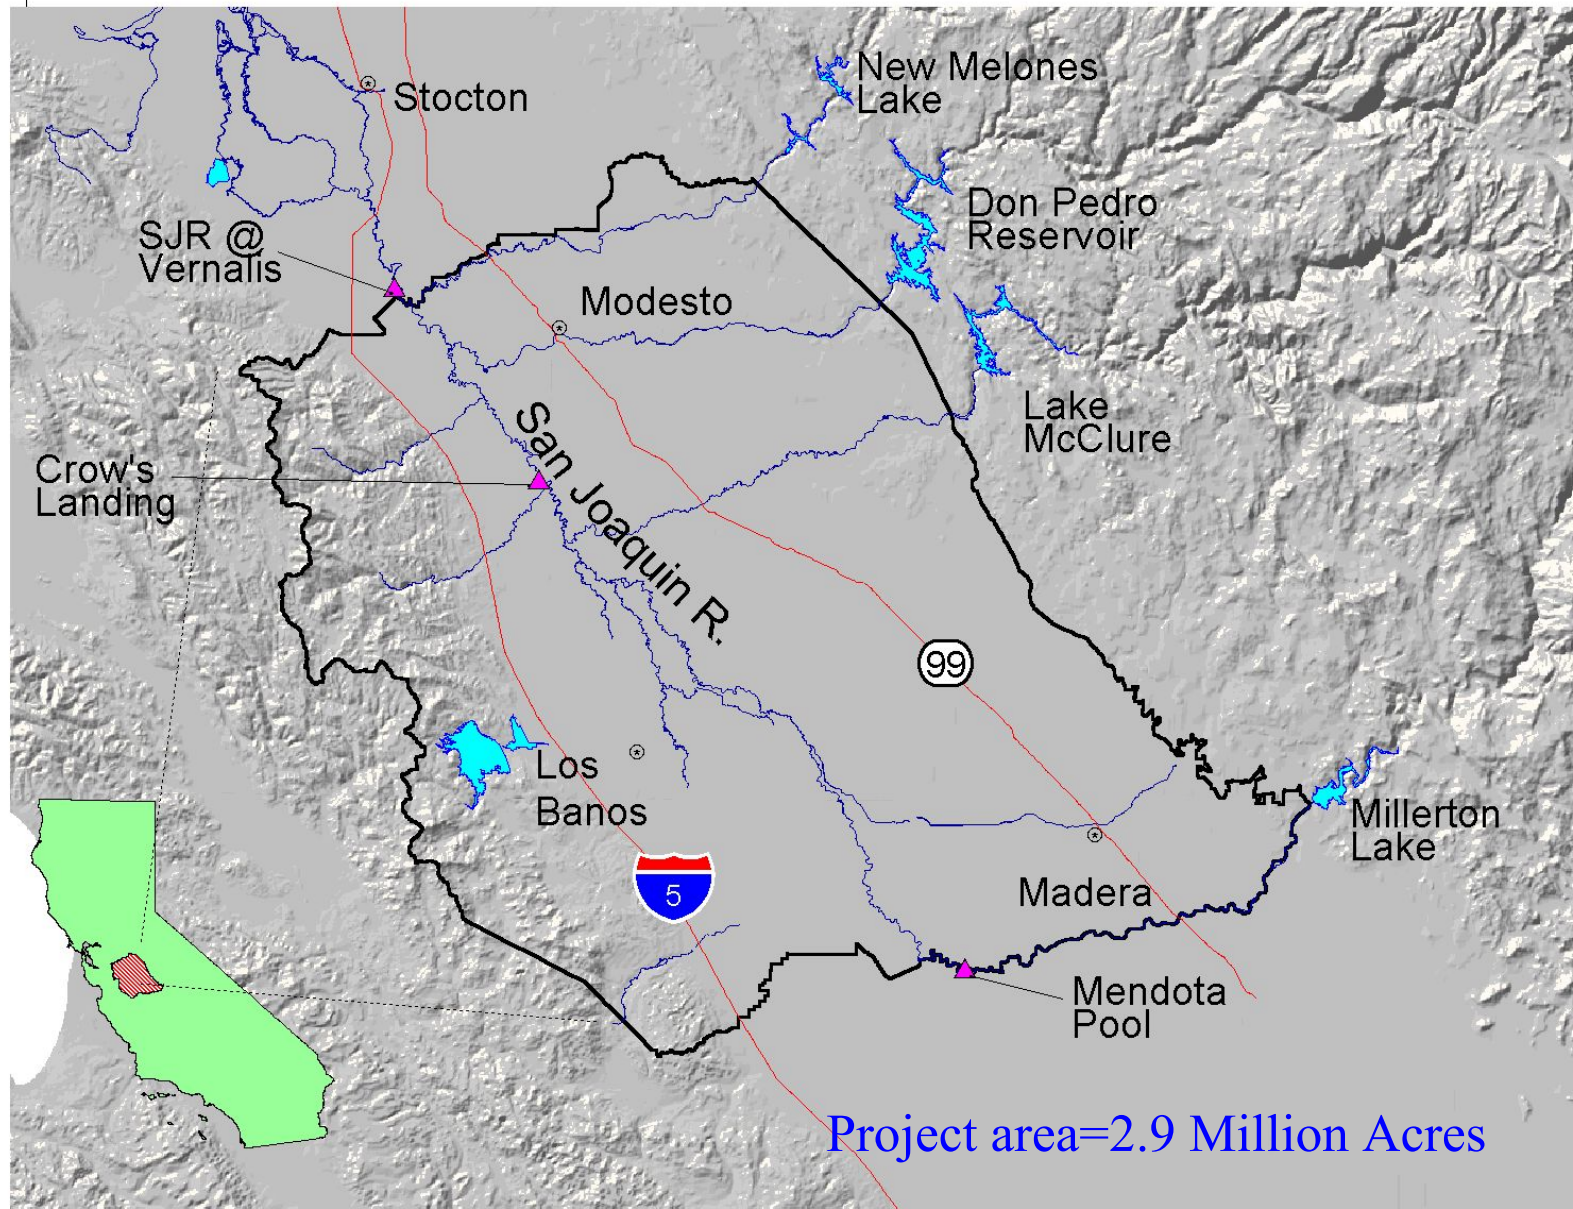 New Melones
Lake
Stocton
Don Pedro
Reservoir
SJR @
Vernalis
Modesto
Lake
McClure
San Joaquin R.
Crow's
Landing
99
Los
Banos
Millerton
Lake
5
Madera
Mendota
Pool
Project area=2.9 Million Acres